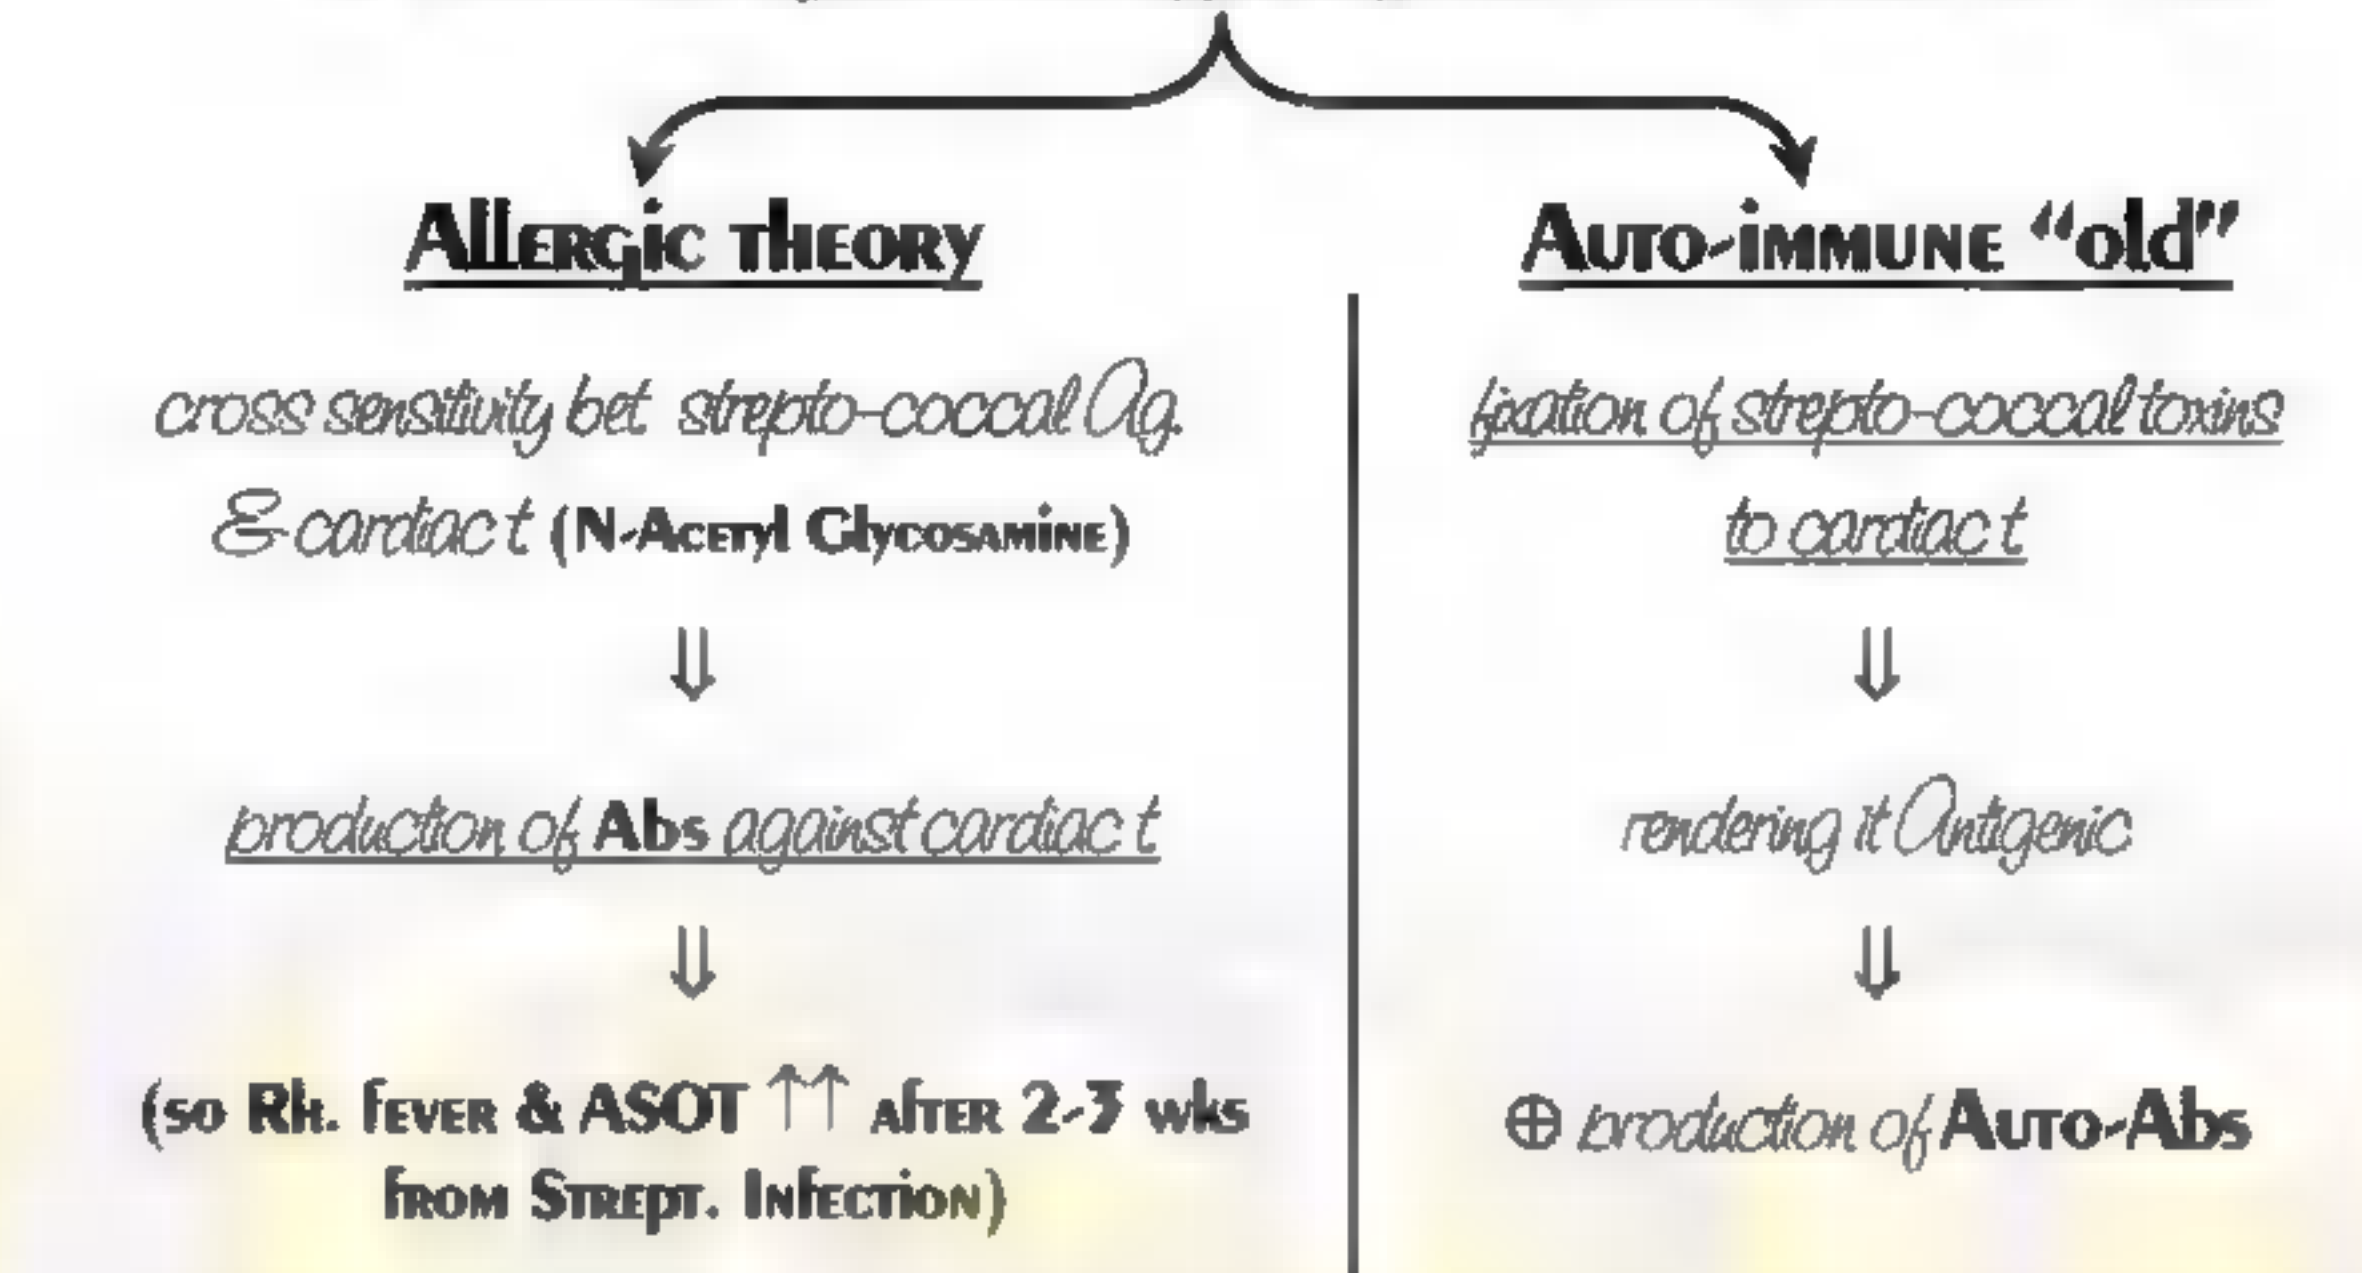 Allergic theory
cross sensitivity bet strepto-coccal Ag.
& cardiac t (N-Acetyl Glycosamine)
⇓
production of Abs against cardiac t
⇓
(so Rh. fever & ASOT ↑↑ after 2-3 wks
from Strept. Infection)
Auto-immune “old”
fixation of strepto-coccal toxins
to cardiac t
⇓
rendering it Antigenic
⇓
⊕ production of Auto-Abs